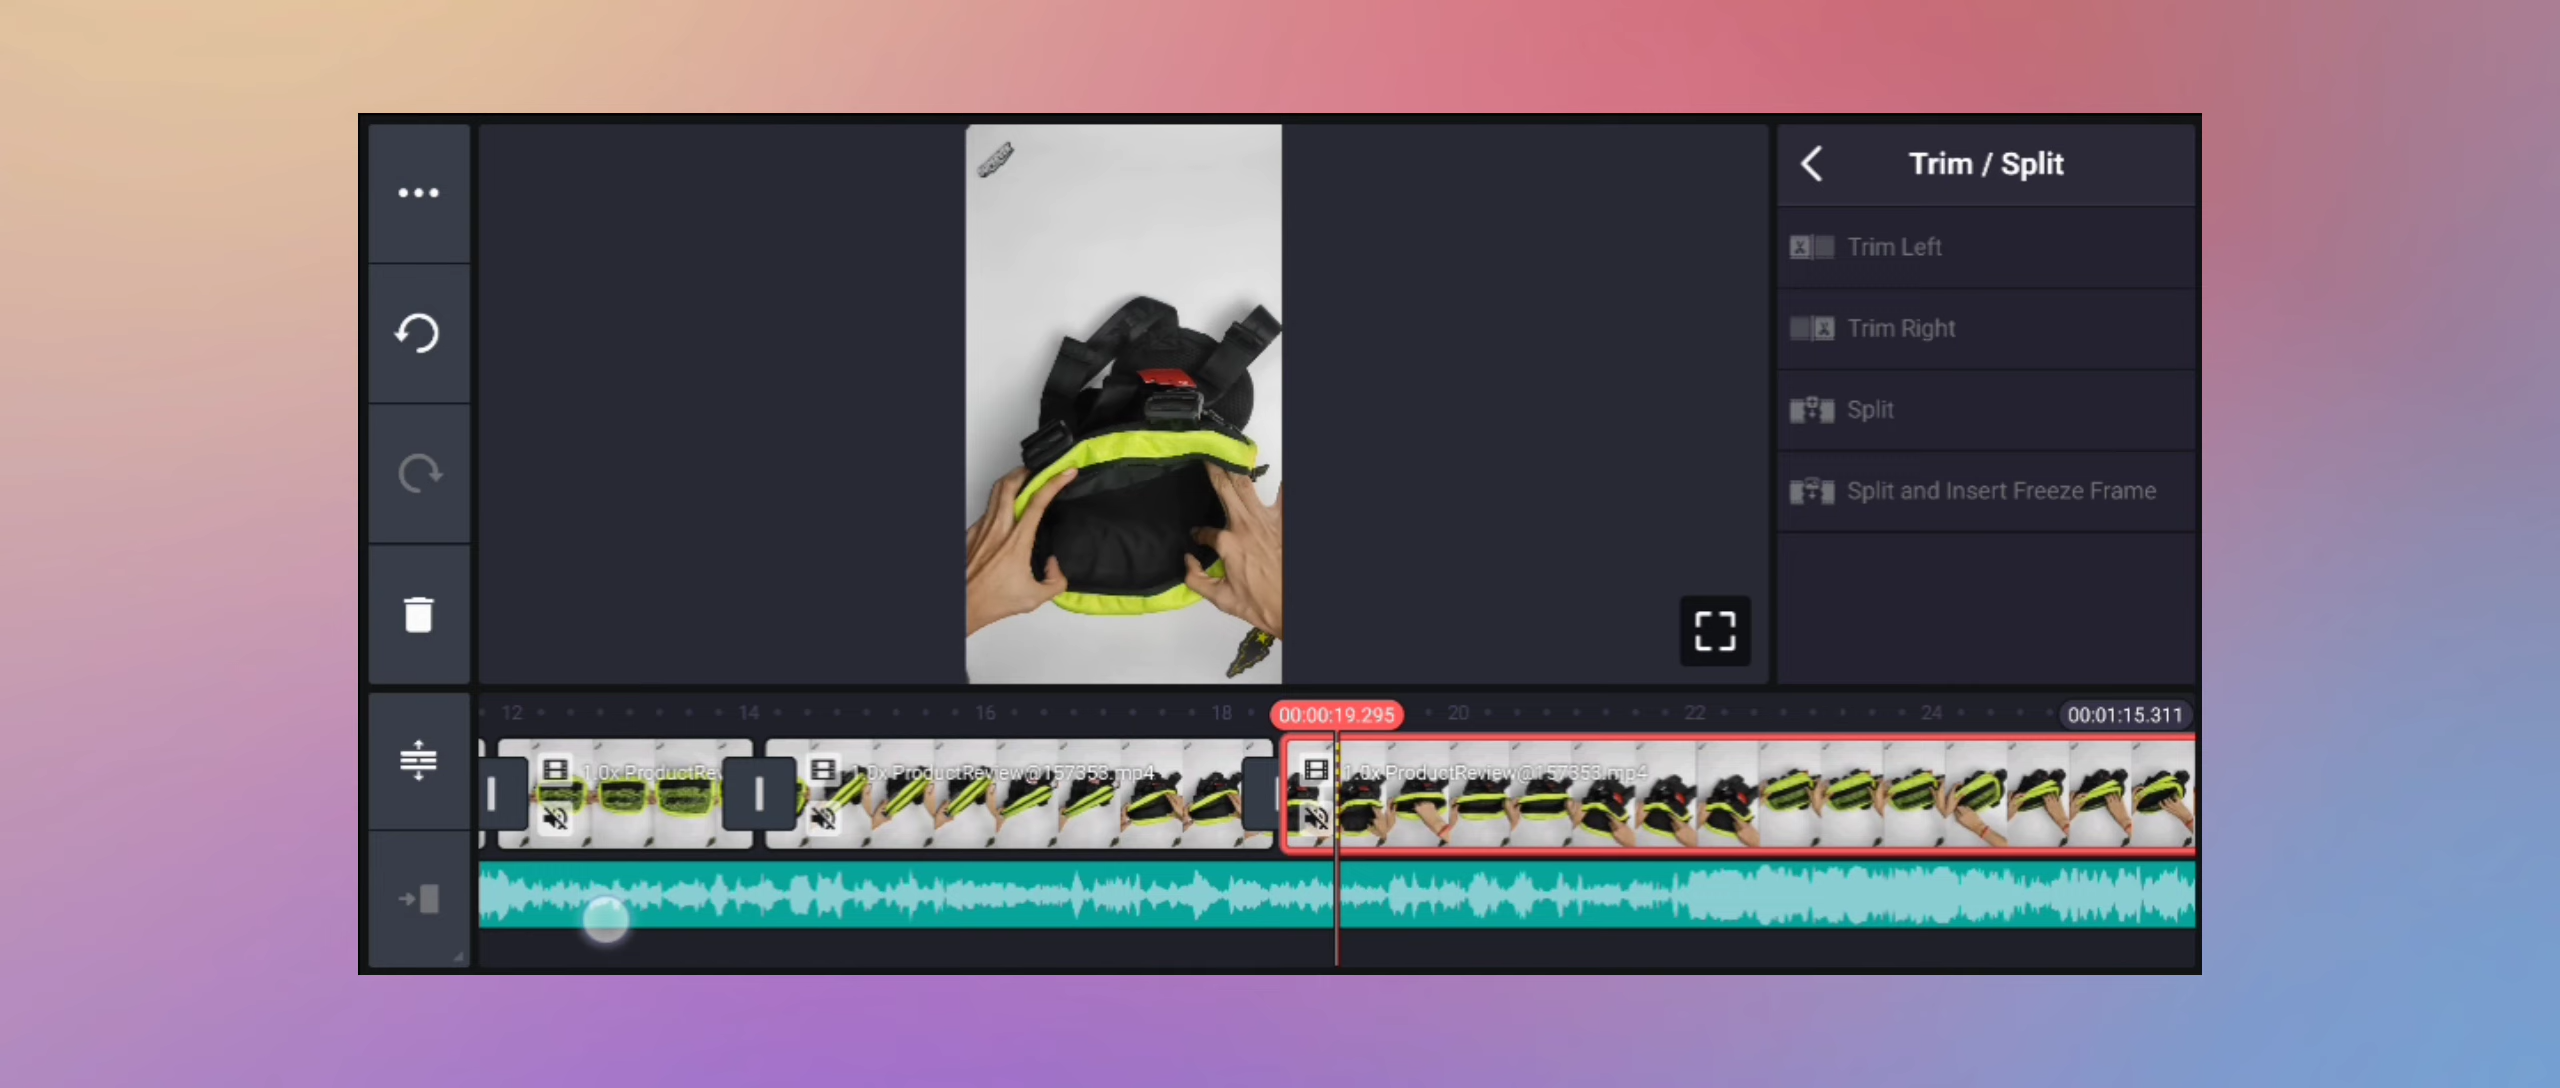 Trim / Split
Trim Left
Trim Right
Split
Split and Insert Freeze Frame
12 14 16 18 00:00:19.295 20 22 24 00:01:15.311
1.0x ProductRev 1.0x ProductReview@157353.mp4 1.0x ProductReview@157353.mp4